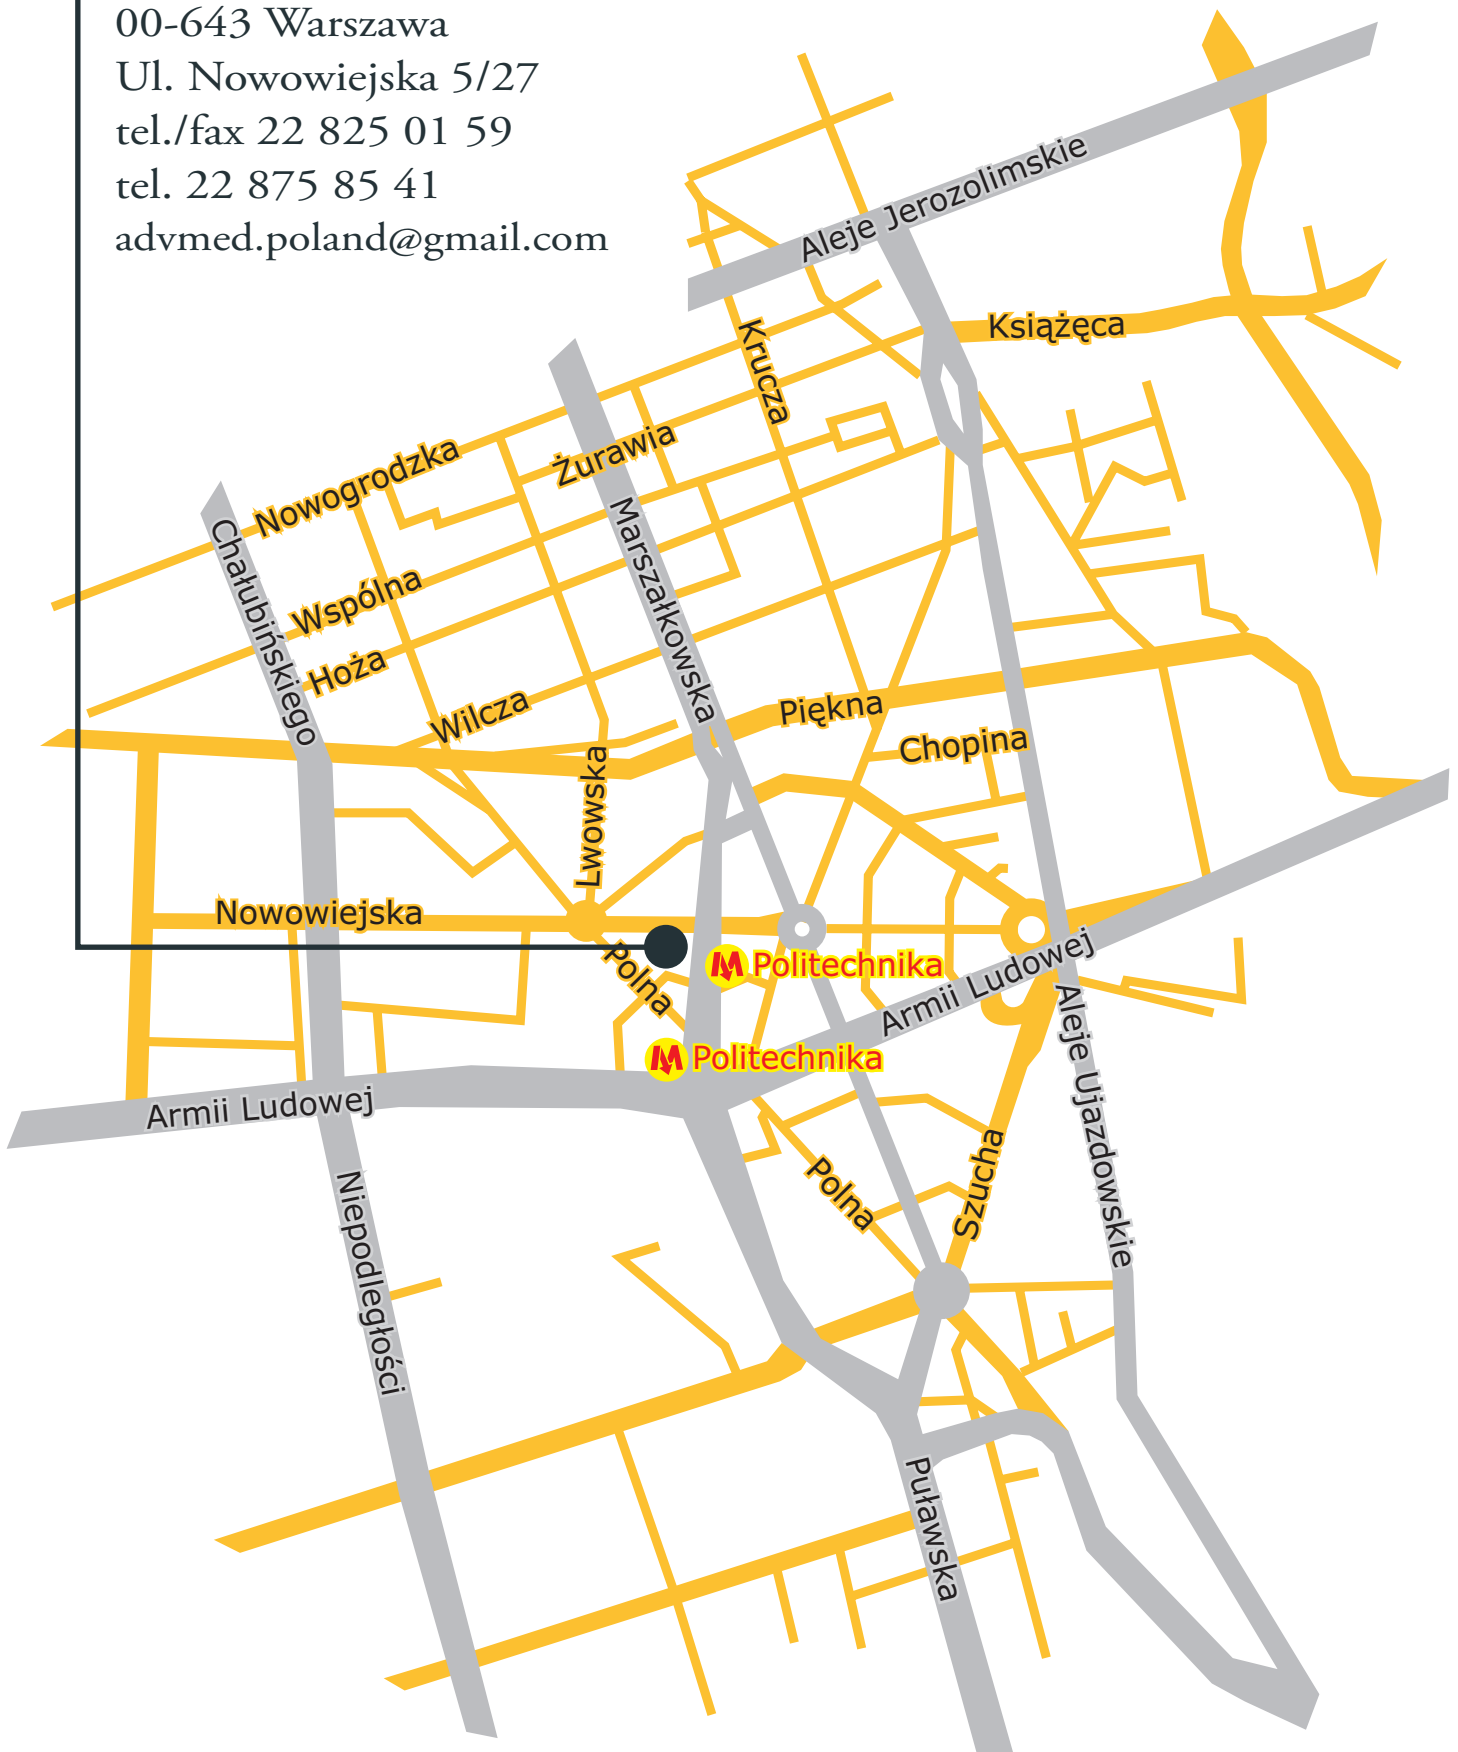 00-643 Warszawa
Ul. Nowowiejska 5/27
tel./fax 22 825 01 59
tel. 22 875 85 41
advmed.poland@gmail.com
Aleje Jerozolimskie
Książęca
Krucza
Nowogrodzka
Żurawia
Chałubińskiego
Marszałkowska
Wspólna
Hoża
Wilcza
Piękna
Chopina
Lwowska
Nowowiejska
Polna
M Politechnika
Armii Ludowej
M Politechnika
Armii Ludowej
Aleje Ujazdowskie
Szucha
Polna
Niepodległości
Puławska